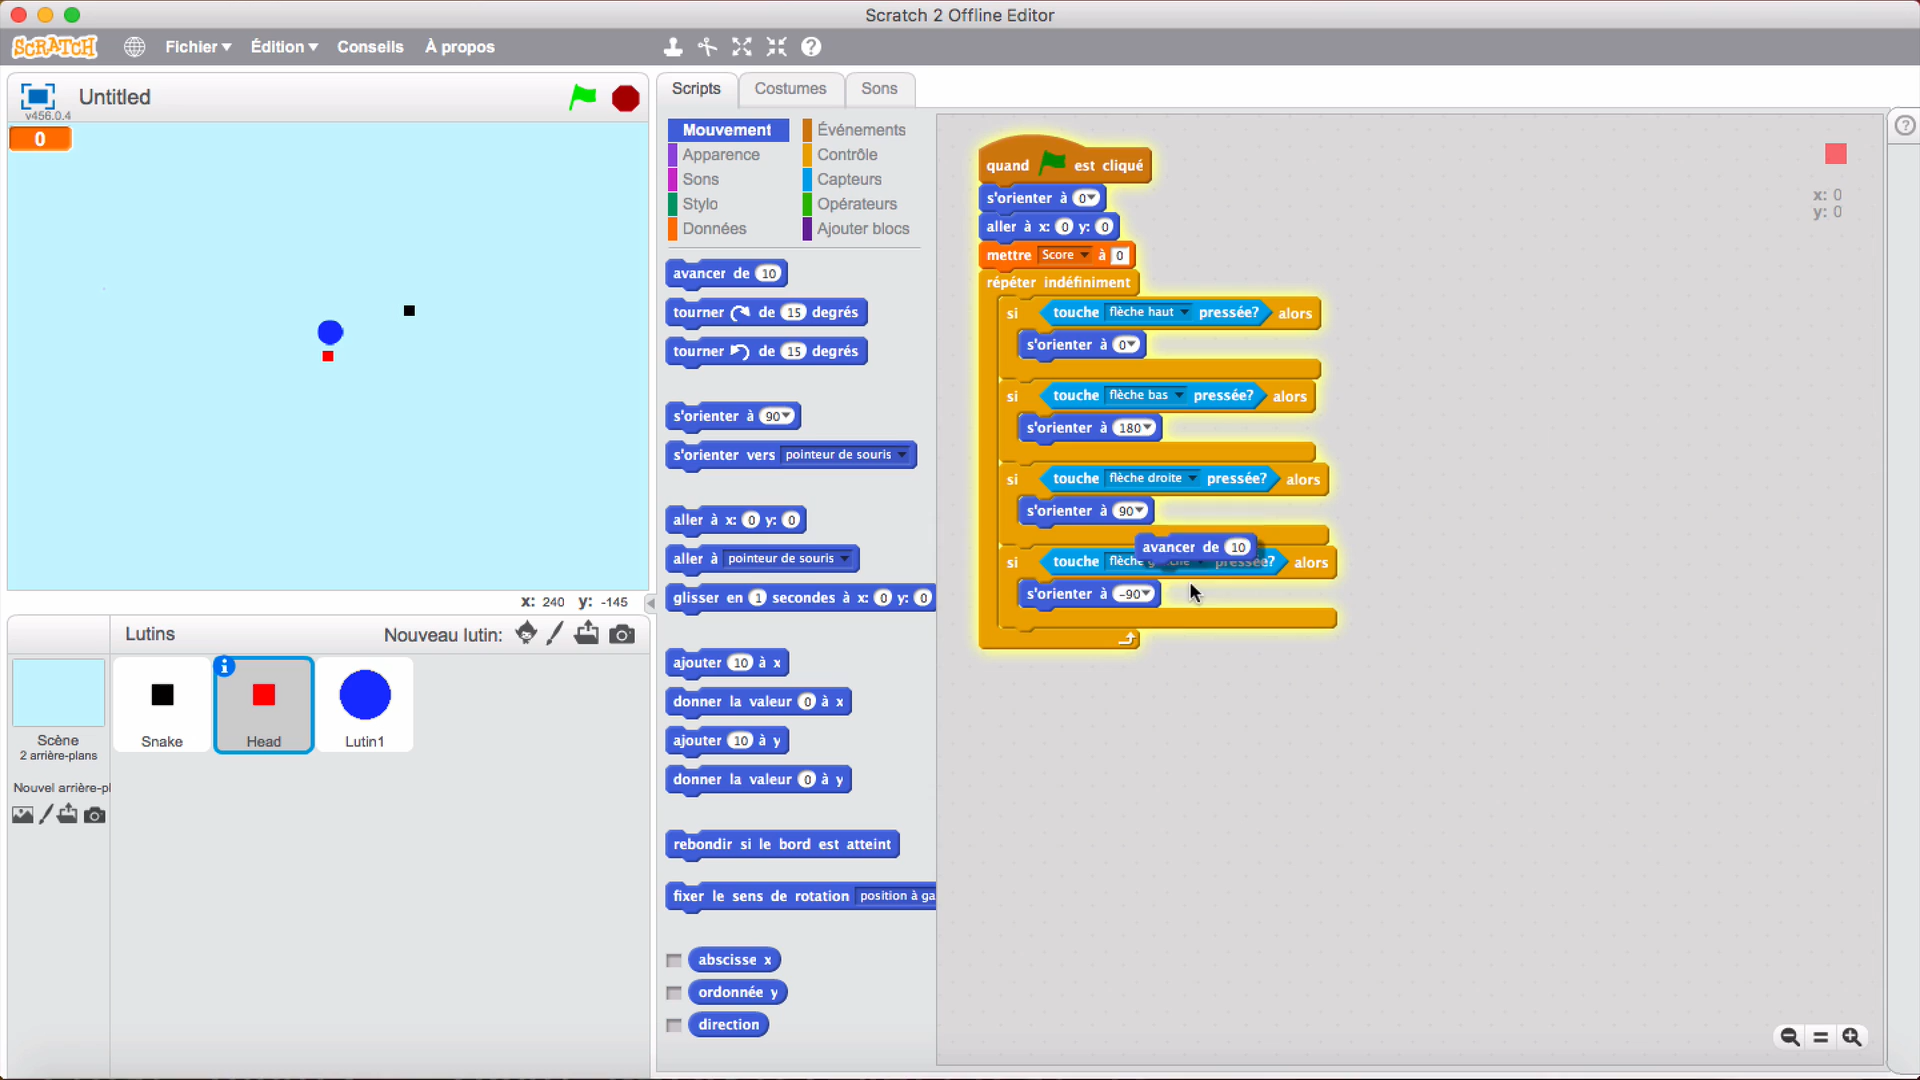 Scratch 2 Offline Editor
SCRATCH Fichier Édition Conseils À propos
Untitled
v456.0.4
0
x: 240 y: -145
Lutins Nouveau lutin:
Scène
2 arrière-plans
Nouvel arrière-pl
Snake
Head
Lutin1
Scripts Costumes Sons
Mouvement Événements
Apparence Contrôle
Sons Capteurs
Stylo Opérateurs
Données Ajouter blocs
avancer de 10
tourner de 15 degrés
tourner de 15 degrés
s'orienter à 90
s'orienter vers pointeur de souris
aller à x: 0 y: 0
aller à pointeur de souris
glisser en 1 secondes à x: 0 y: 0
ajouter 10 à x
donner la valeur 0 à x
ajouter 10 à y
donner la valeur 0 à y
rebondir si le bord est atteint
fixer le sens de rotation position à ga
abscisse x
ordonnée y
direction
quand est cliqué
s'orienter à 0
aller à x: 0 y: 0
mettre Score à 0
répéter indéfiniment
si touche flèche haut pressée? alors
s'orienter à 0
si touche flèche bas pressée? alors
s'orienter à 180
si touche flèche droite pressée? alors
s'orienter à 90
avancer de 10
si touche flèche pressée? alors
s'orienter à -90
x: 0
y: 0